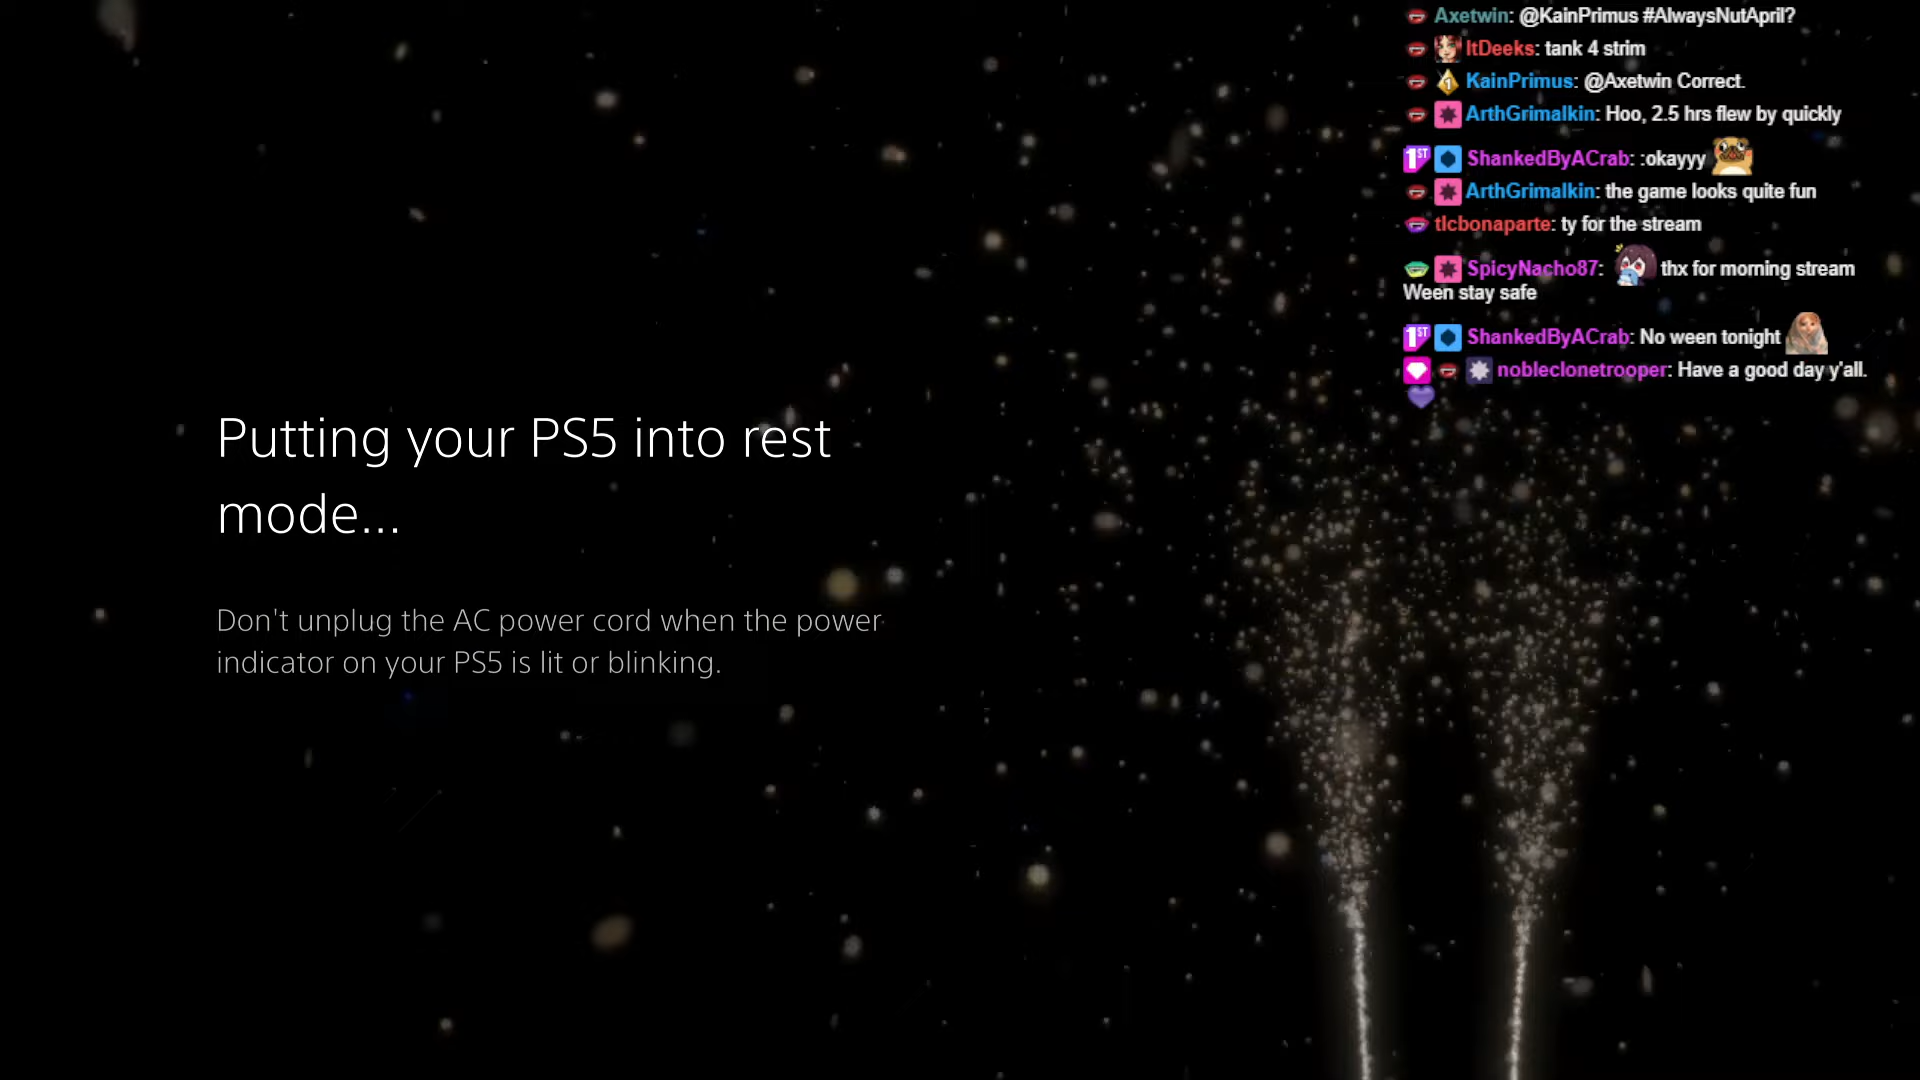 Axetwin: @KainPrimus #AlwaysNutApril?
ItDeeks: tank 4 strim
1 KainPrimus: @Axetwin Correct.
ArthGrimalkin: Hoo, 2.5 hrs flew by quickly
1ST ShankedByACrab: :okayyy
ArthGrimalkin: the game looks quite fun
tlcbonaparte: ty for the stream
SpicyNacho87: thx for morning stream
Ween stay safe
1ST ShankedByACrab: No ween tonight
nobleclonetrooper: Have a good day y'all.
Putting your PS5 into rest
mode...
Don't unplug the AC power cord when the power
indicator on your PS5 is lit or blinking.